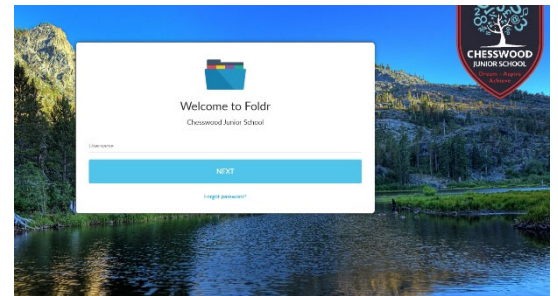 CHESSWOOD
JUNIOR SCHOOL
Dream - Aspire
Achieve
Welcome to Foldr
Chesswood Junior School
Username
NEXT
Forgot password?